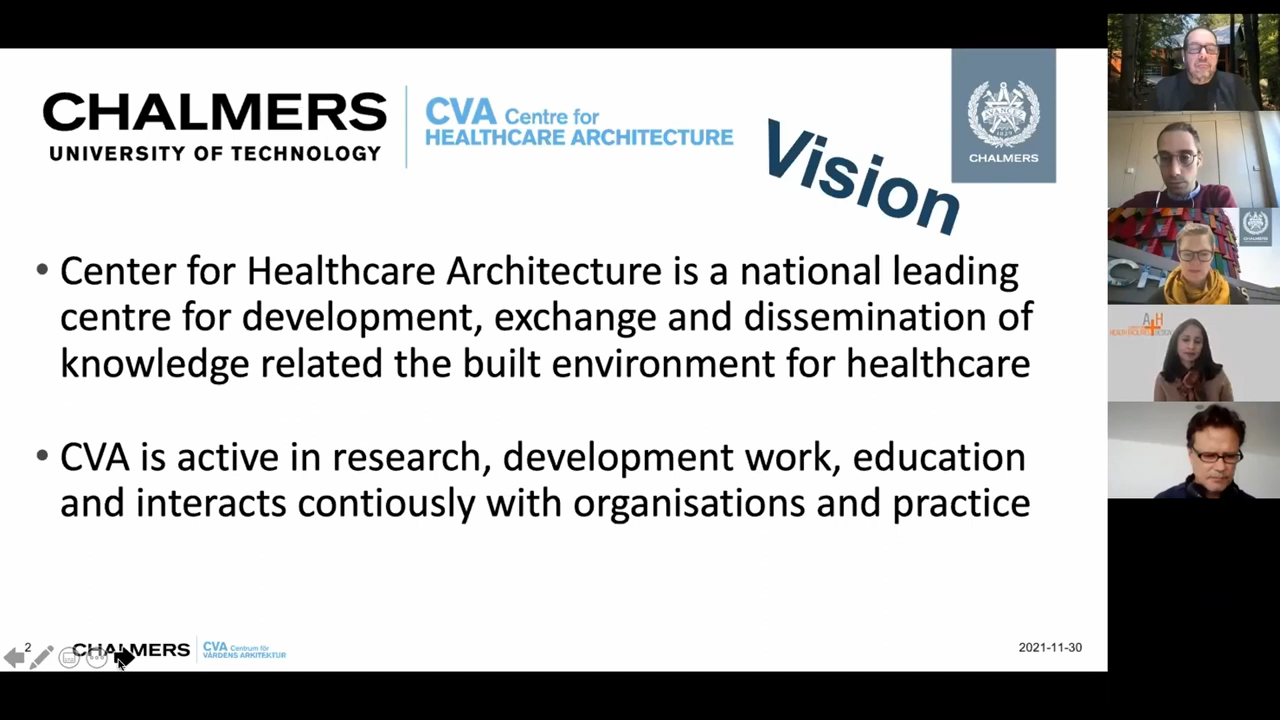 CHALMERS
UNIVERSITY OF TECHNOLOGY
CVA Centre for
HEALTHCARE ARCHITECTURE
Vision
CHALMERS
• Center for Healthcare Architecture is a national leading
centre for development, exchange and dissemination of
knowledge related the built environment for healthcare
• CVA is active in research, development work, education
and interacts contiously with organisations and practice
2
CHALMERS
CVA Centrum för
VÅRDENS ARKITEKTUR
2021-11-30